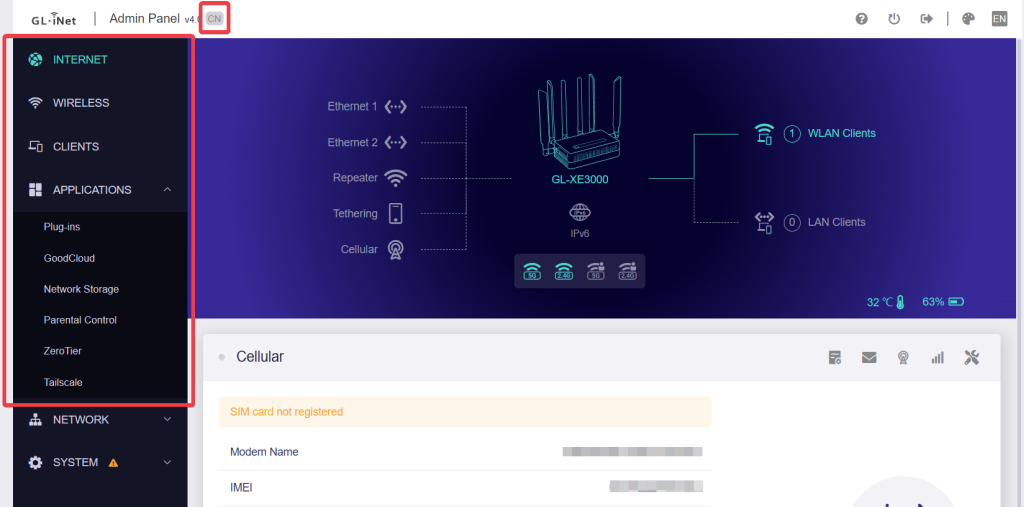 GL·iNet | Admin Panel v4. CN EN
INTERNET
WIRELESS
CLIENTS
APPLICATIONS
Plug-ins
GoodCloud
Network Storage
Parental Control
ZeroTier
Tailscale
NETWORK
SYSTEM
Ethernet 1
Ethernet 2
Repeater
Tethering
Cellular
GL-XE3000
IPv6
IPv6
5G 2.4G 5G 2.4G
1 WLAN Clients
0 LAN Clients
32 ℃ 63%
Cellular
SIM card not registered
Modem Name
IMEI